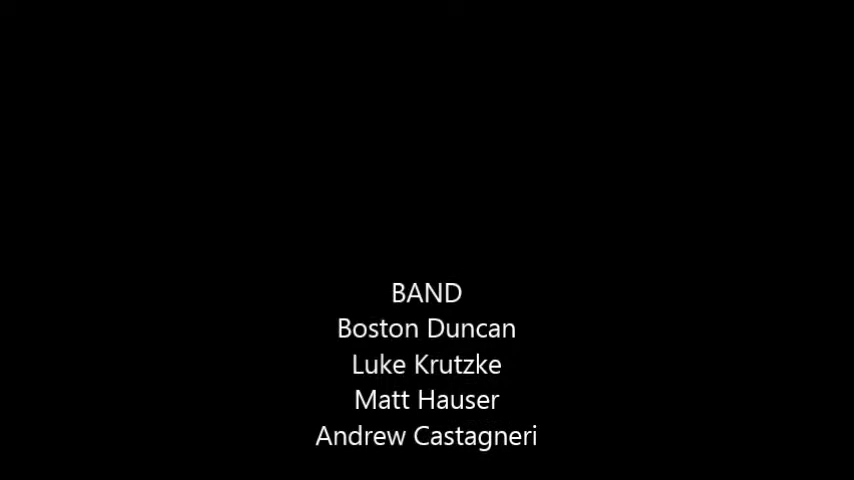 BAND
Boston Duncan
Luke Krutzke
Matt Hauser
Andrew Castagneri